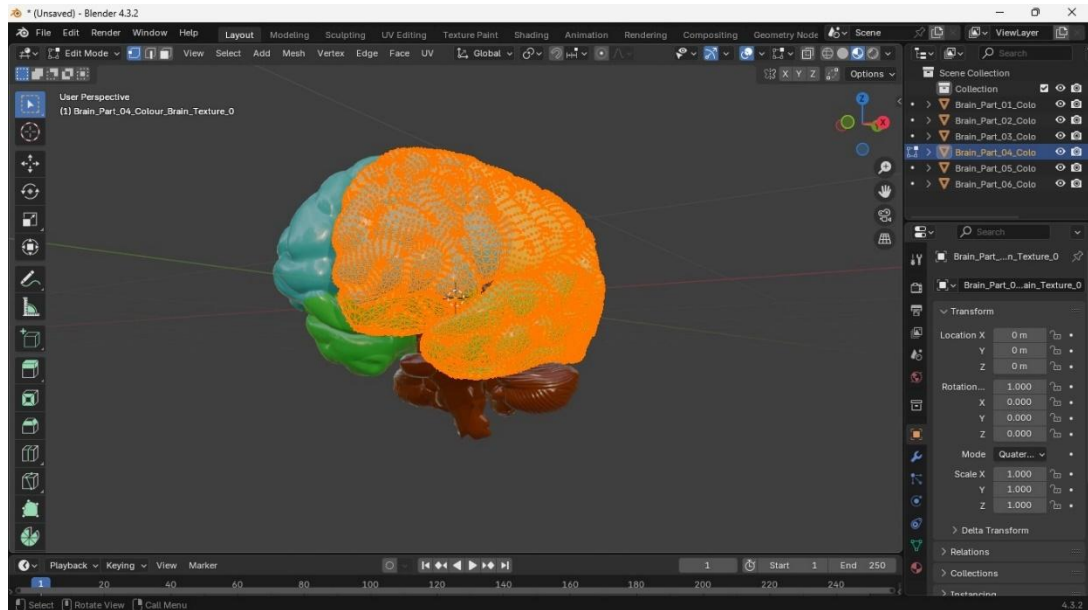 * (Unsaved) - Blender 4.3.2
File Edit Render Window Help Layout Modeling Sculpting UV Editing Texture Paint Shading Animation Rendering Compositing Geometry Node Scene ViewLayer
Edit Mode View Select Add Mesh Vertex Edge Face UV Global Search
X Y Z Options
User Perspective
(1) Brain_Part_04_Colour_Brain_Texture_0
Z
X
Scene Collection
Collection
Brain_Part_01_Colo
Brain_Part_02_Colo
Brain_Part_03_Colo
Brain_Part_04_Colo
Brain_Part_05_Colo
Brain_Part_06_Colo
Search
Brain_Part_...n_Texture_0
Brain_Part_0...ain_Texture_0
Transform
Location X 0 m
Y 0 m
Z 0 m
Rotation... 1.000
X 0.000
Y 0.000
Z 0.000
Mode Quater...
Scale X 1.000
Y 1.000
Z 1.000
Delta Transform
Relations
Collections
Instancing
Playback Keying View Marker 1 Start 1 End 250
1 20 40 60 80 100 120 140 160 180 200 220 240
Select Rotate View Call Menu 4.3.2